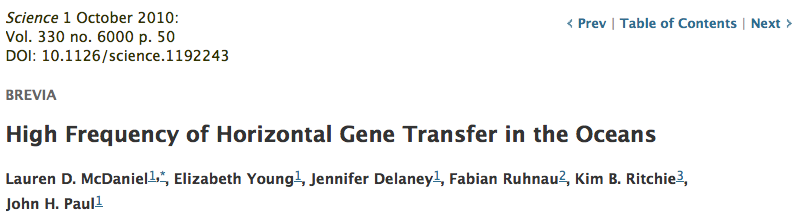 Science 1 October 2010:
Vol. 330 no. 6000 p. 50
DOI: 10.1126/science.1192243
< Prev | Table of Contents | Next >
BREVIA
High Frequency of Horizontal Gene Transfer in the Oceans
Lauren D. McDaniel1,*, Elizabeth Young1, Jennifer Delaney1, Fabian Ruhnau2, Kim B. Ritchie3,
John H. Paul1